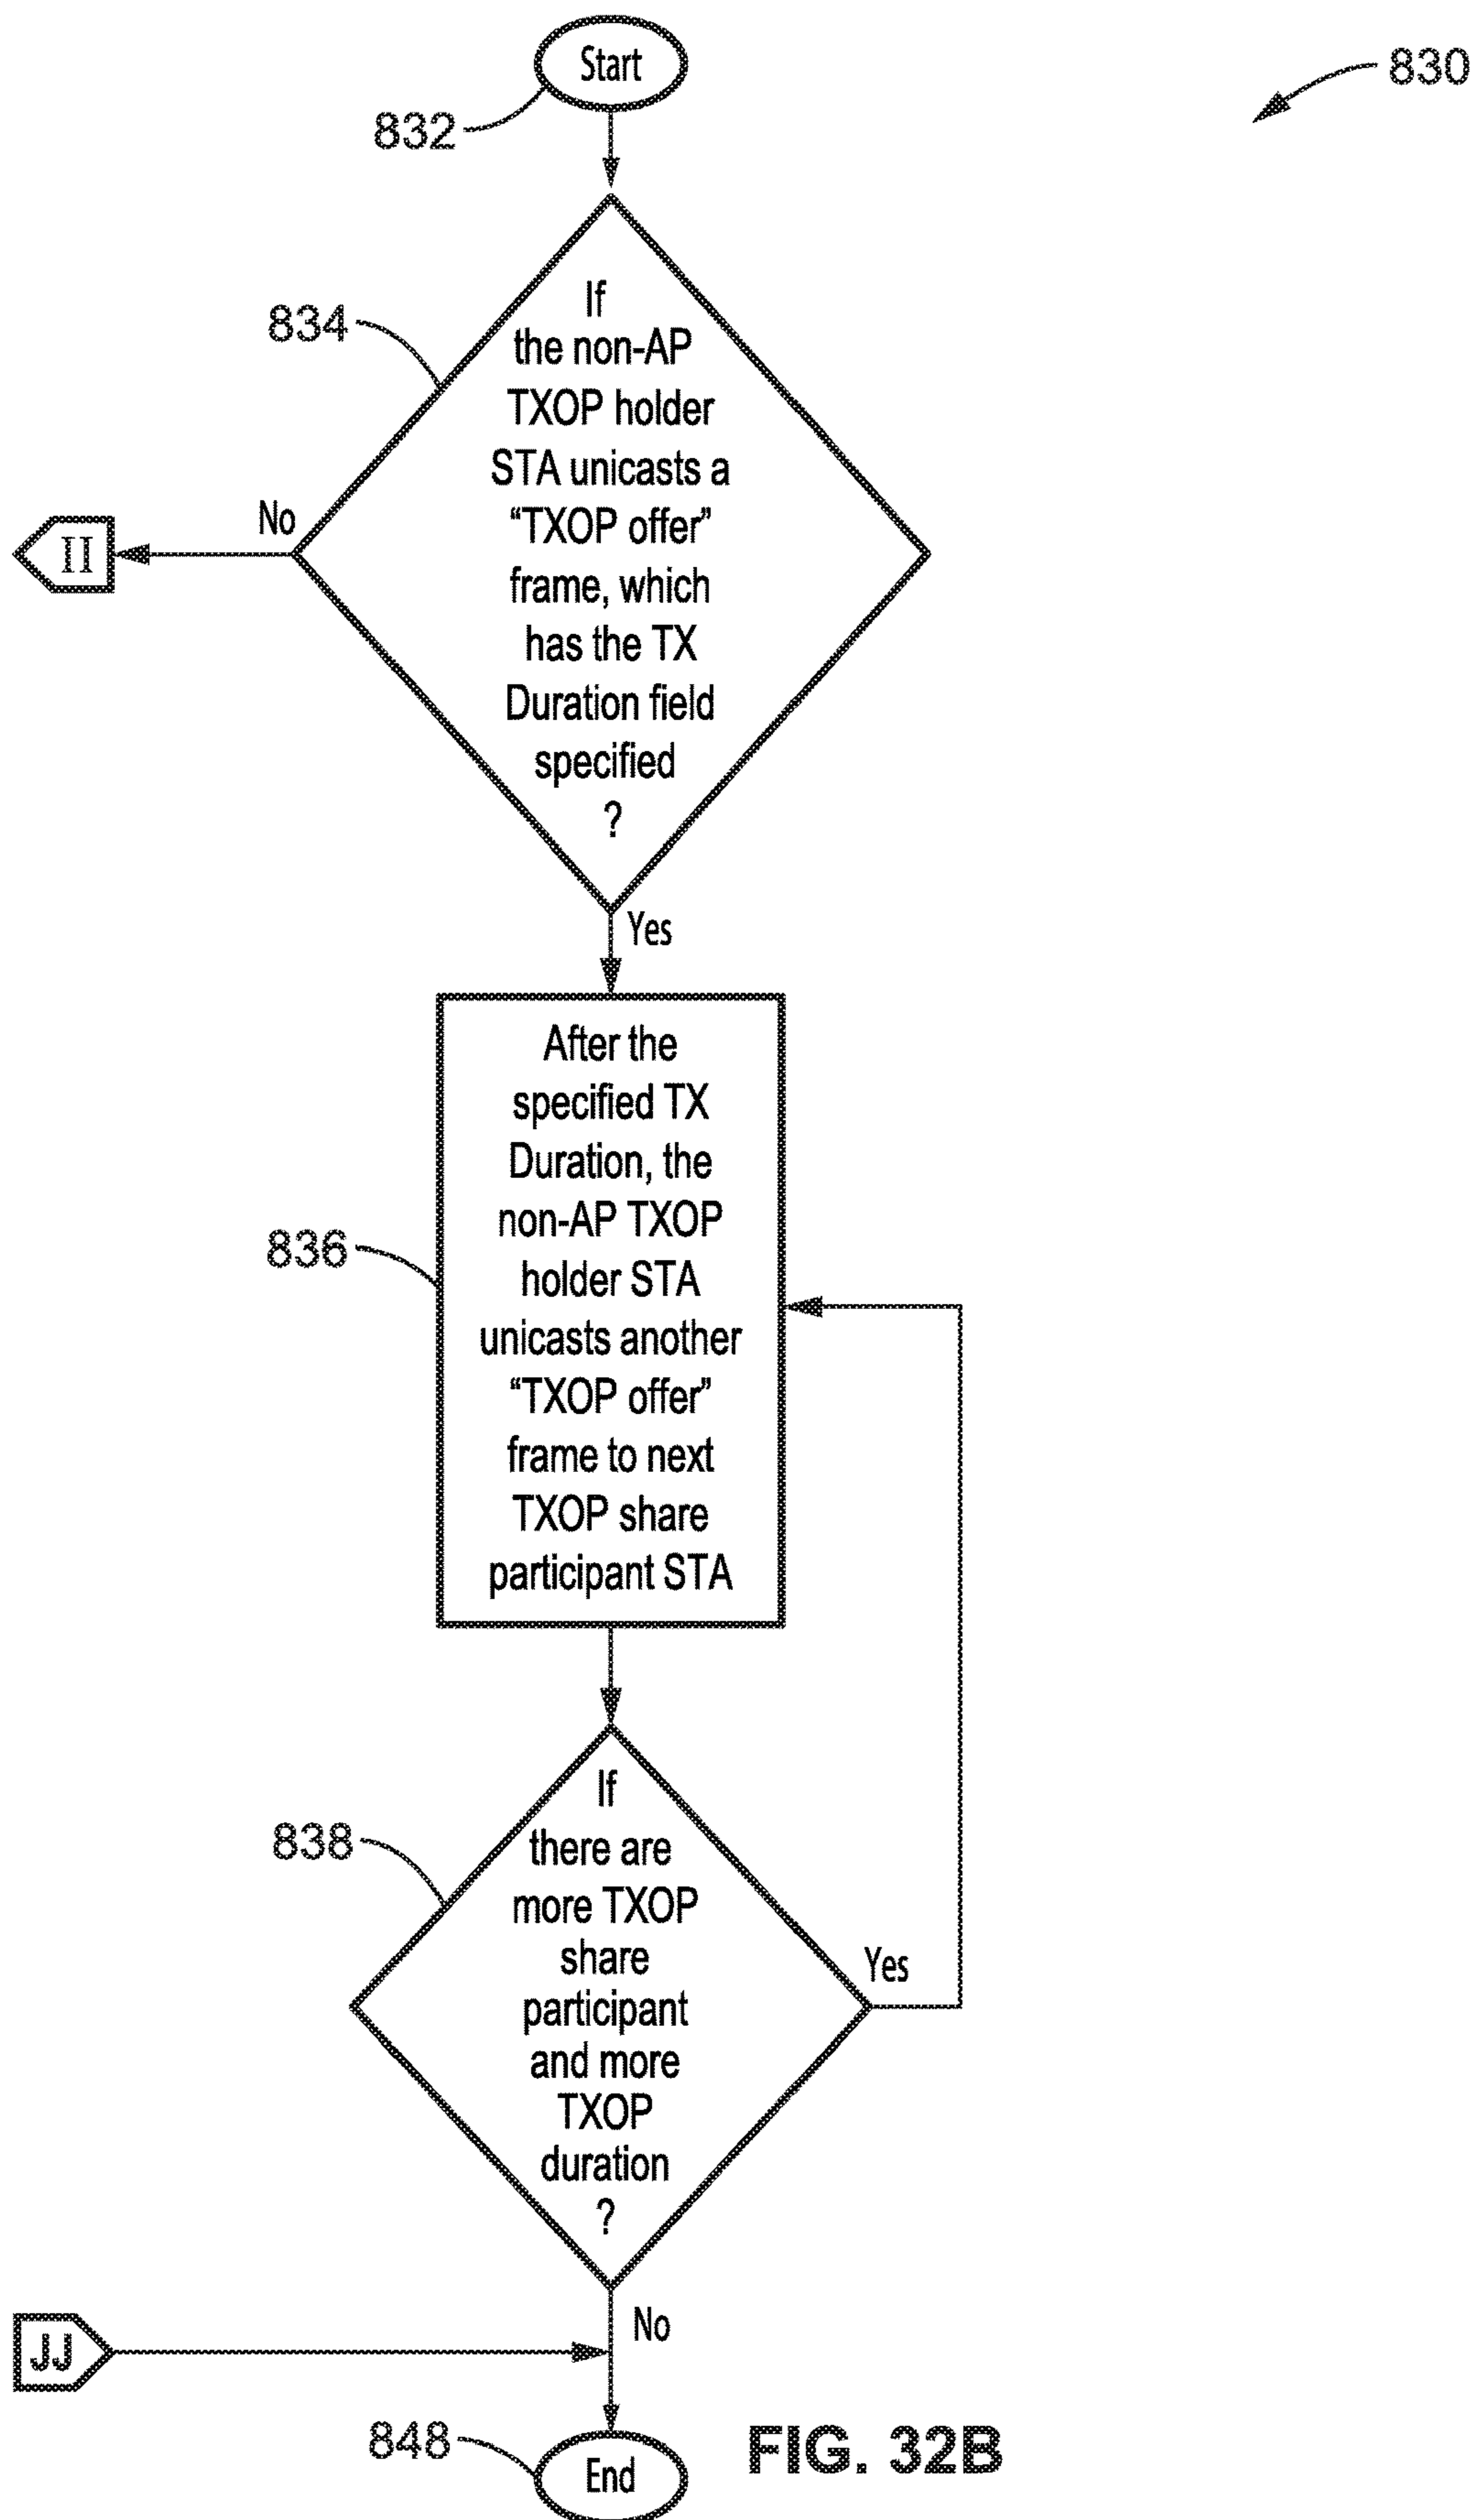 Start
830
832
If
the non-AP
834
TXOP holder
STA unicasts a
No
“TXOP offer”
II
frame, which
has the TX
Duration field
specified
?
Yes
After the
specified TX
Duration, the
non-AP TXOP
836
holder STA
unicasts another
“TXOP offer”
frame to next
TXOP share
participant STA
If
838
there are
more TXOP
share
Yes
participant
and more
TXOP
duration
?
No
JJ
848
End
FIG. 32B